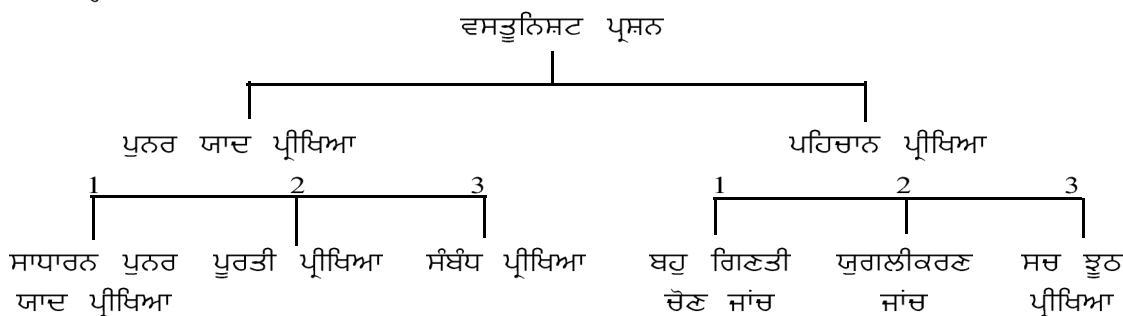 ਵਸਤੂਨਿਸ਼ਟ ਪ੍ਰਸ਼ਨ
ਪੁਨਰ ਯਾਦ ਪ੍ਰੀਖਿਆ
ਪਹਿਚਾਨ ਪ੍ਰੀਖਿਆ
1 2 3
1 2 3
ਸਾਧਾਰਨ ਪੁਨਰ
ਯਾਦ ਪ੍ਰੀਖਿਆ
ਪੂਰਤੀ ਪ੍ਰੀਖਿਆ
ਸੰਬੰਧ ਪ੍ਰੀਖਿਆ
ਬਹੁ ਗਿਣਤੀ
ਚੋਣ ਜਾਂਚ
ਯੁਗਲੀਕਰਣ
ਜਾਂਚ
ਸਚ ਝੂਠ
ਪ੍ਰੀਖਿਆ